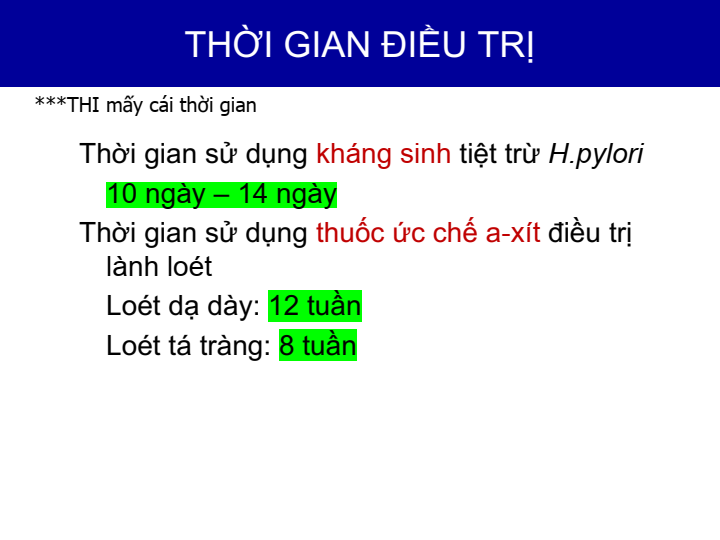 THỜI GIAN ĐIỀU TRỊ
***THI mấy cái thời gian
Thời gian sử dụng kháng sinh tiệt trừ H.pylori
10 ngày – 14 ngày
Thời gian sử dụng thuốc ức chế a-xít điều trị
lành loét
Loét dạ dày: 12 tuần
Loét tá tràng: 8 tuần